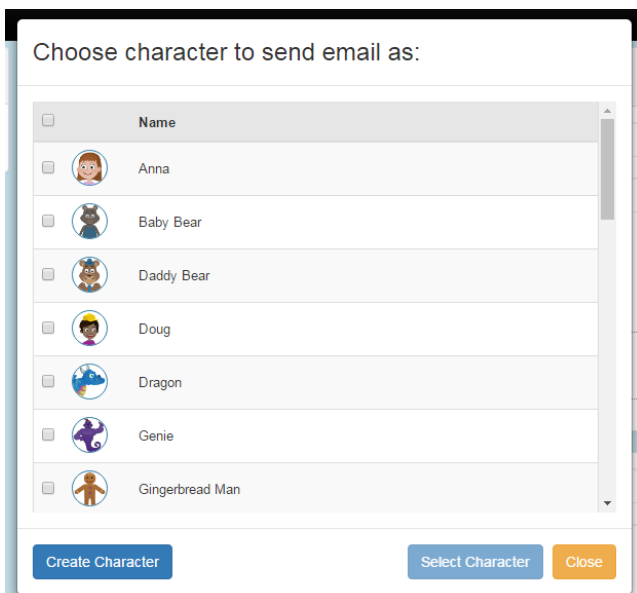 Choose character to send email as:
Name
Anna
Baby Bear
Daddy Bear
Doug
Dragon
Genie
Gingerbread Man
Create Character
Select Character
Close